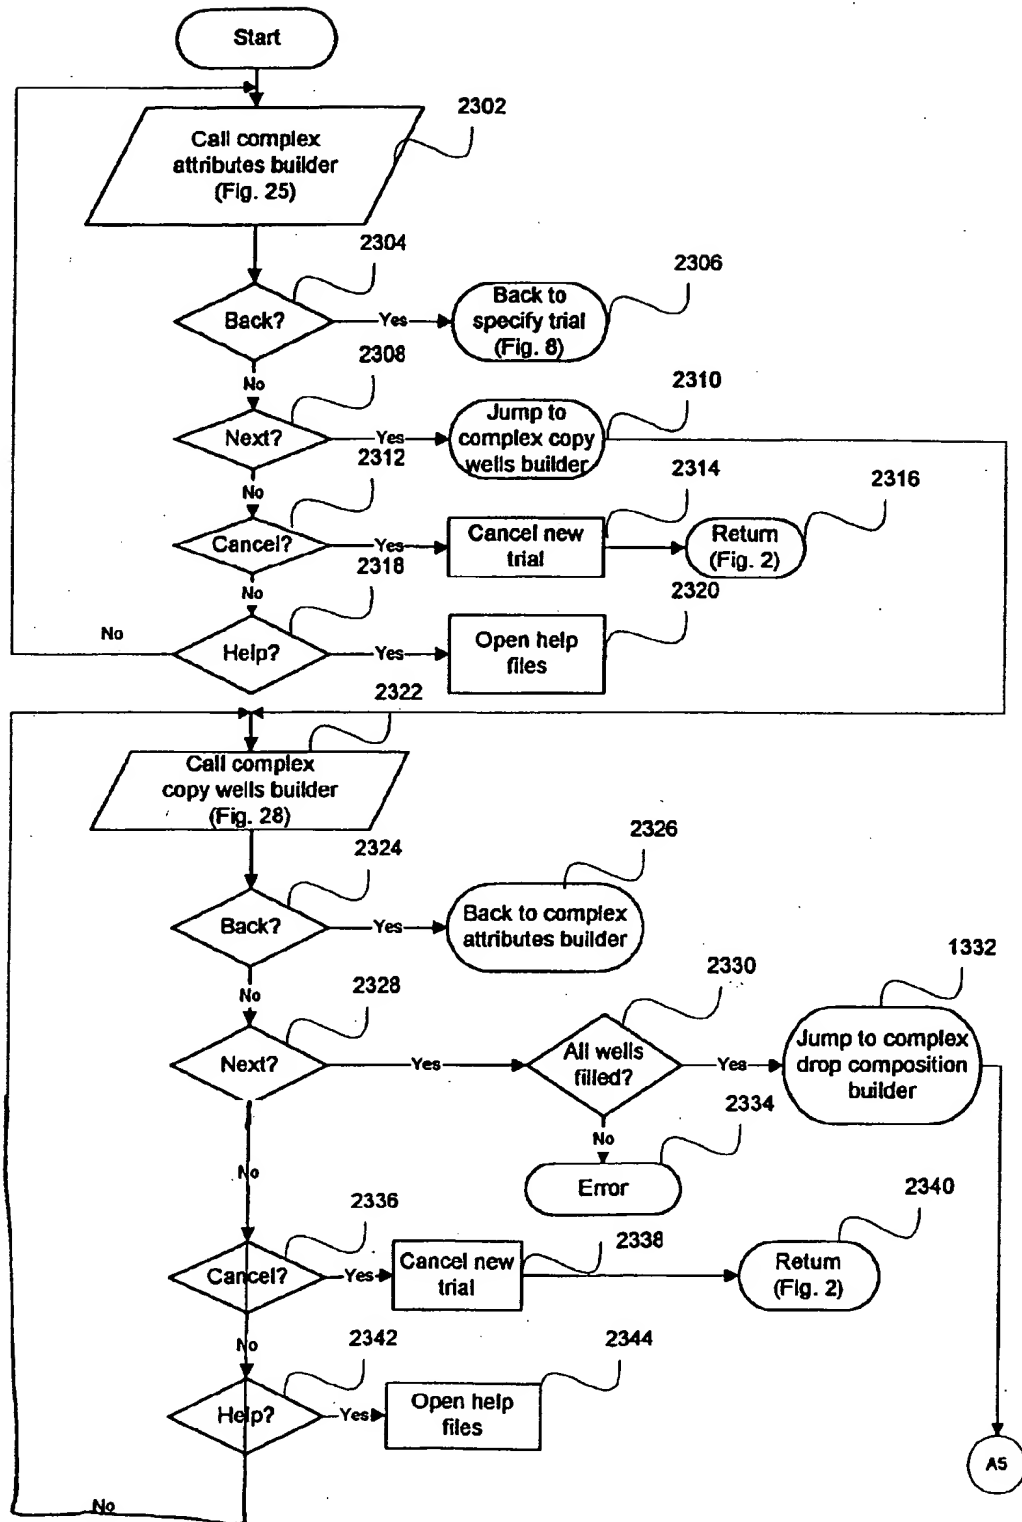 Start
2302
Call complex
attributes builder
(Fig. 25)
2304
Back?
Yes
2306
Back to
specify trial
(Fig. 8)
No
2308
Next?
Yes
2310
Jump to
complex copy
wells builder
No
2312
Cancel?
Yes
2314
Cancel new
trial
2316
Return
(Fig. 2)
No
2318
No
Help?
Yes
2320
Open help
files
2322
Call complex
copy wells builder
(Fig. 28)
2324
Back?
Yes
2326
Back to complex
attributes builder
No
2328
Next?
Yes
2330
All wells
filled?
Yes
1332
Jump to complex
drop composition
builder
No
2334
Error
No
2336
Cancel?
Yes
2338
Cancel new
trial
2340
Return
(Fig. 2)
No
2342
Help?
Yes
2344
Open help
files
A5
No